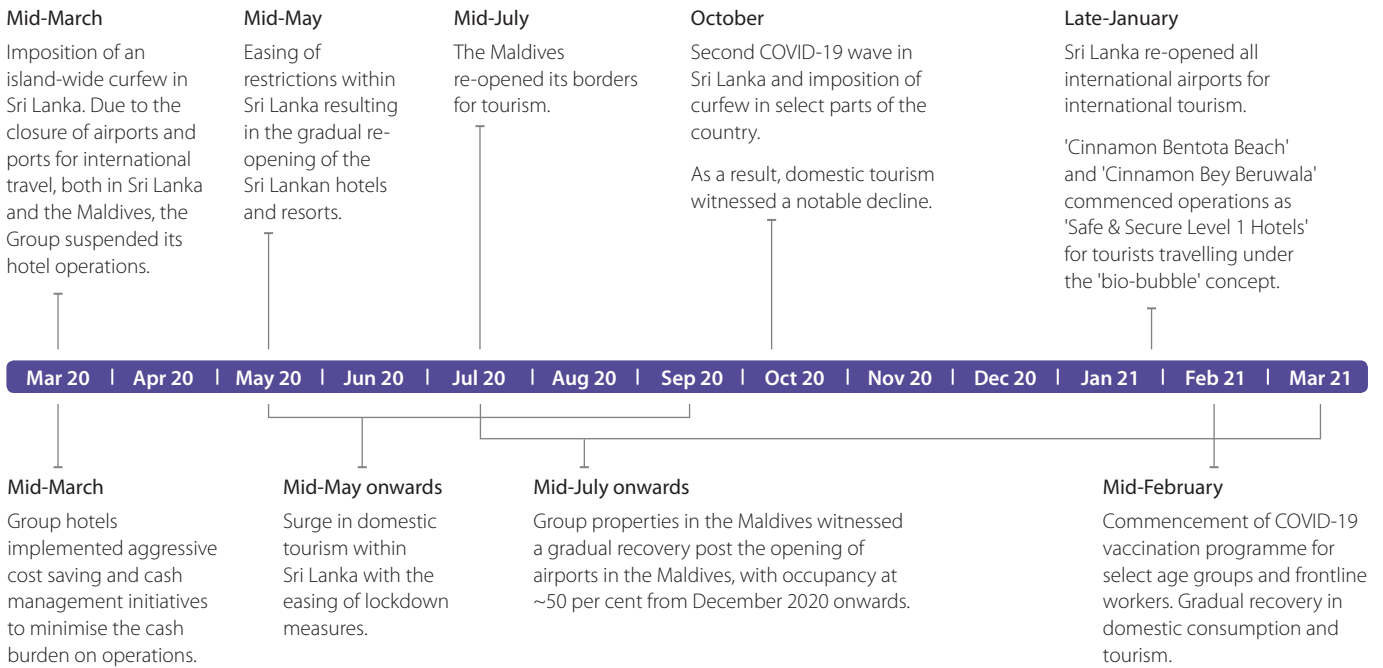 Mid-March
Imposition of an
island-wide curfew in
Sri Lanka. Due to the
closure of airports and
ports for international
travel, both in Sri Lanka
and the Maldives, the
Group suspended its
hotel operations.
Mid-May
Easing of
restrictions within
Sri Lanka resulting
in the gradual re-
opening of the
Sri Lankan hotels
and resorts.
Mid-July
The Maldives
re-opened its borders
for tourism.
October
Second COVID-19 wave in
Sri Lanka and imposition of
curfew in select parts of the
country.
As a result, domestic tourism
witnessed a notable decline.
Late-January
Sri Lanka re-opened all
international airports for
international tourism.
'Cinnamon Bentota Beach'
and 'Cinnamon Bey Beruwala'
commenced operations as
'Safe & Secure Level 1 Hotels'
for tourists travelling under
the 'bio-bubble' concept.
Mar 20 | Apr 20 | May 20 | Jun 20 | Jul 20 | Aug 20 | Sep 20 | Oct 20 | Nov 20 | Dec 20 | Jan 21 | Feb 21 | Mar 21
Mid-March
Group hotels
implemented aggressive
cost saving and cash
management initiatives
to minimise the cash
burden on operations.
Mid-May onwards
Surge in domestic
tourism within
Sri Lanka with the
easing of lockdown
measures.
Mid-July onwards
Group properties in the Maldives witnessed
a gradual recovery post the opening of
airports in the Maldives, with occupancy at
~50 per cent from December 2020 onwards.
Mid-February
Commencement of COVID-19
vaccination programme for
select age groups and frontline
workers. Gradual recovery in
domestic consumption and
tourism.